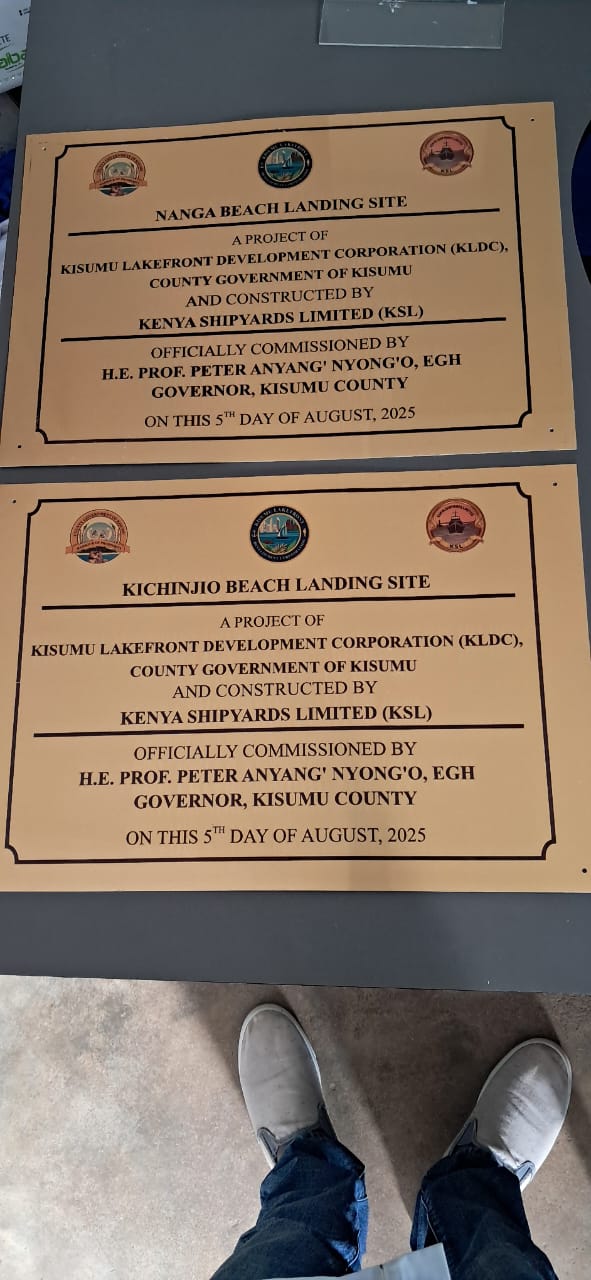 NANGA BEACH LANDING SITE
A PROJECT OF
KISUMU LAKEFRONT DEVELOPMENT CORPORATION (KLDC),
COUNTY GOVERNMENT OF KISUMU
AND CONSTRUCTED BY
KENYA SHIPYARDS LIMITED (KSL)
OFFICIALLY COMMISSIONED BY
H.E. PROF. PETER ANYANG' NYONG'O, EGH
GOVERNOR, KISUMU COUNTY
ON THIS 5TH DAY OF AUGUST, 2025
KSL
KICHINJIO BEACH LANDING SITE
A PROJECT OF
KISUMU LAKEFRONT DEVELOPMENT CORPORATION (KLDC),
COUNTY GOVERNMENT OF KISUMU
AND CONSTRUCTED BY
KENYA SHIPYARDS LIMITED (KSL)
OFFICIALLY COMMISSIONED BY
H.E. PROF. PETER ANYANG' NYONG'O, EGH
GOVERNOR, KISUMU COUNTY
ON THIS 5TH DAY OF AUGUST, 2025